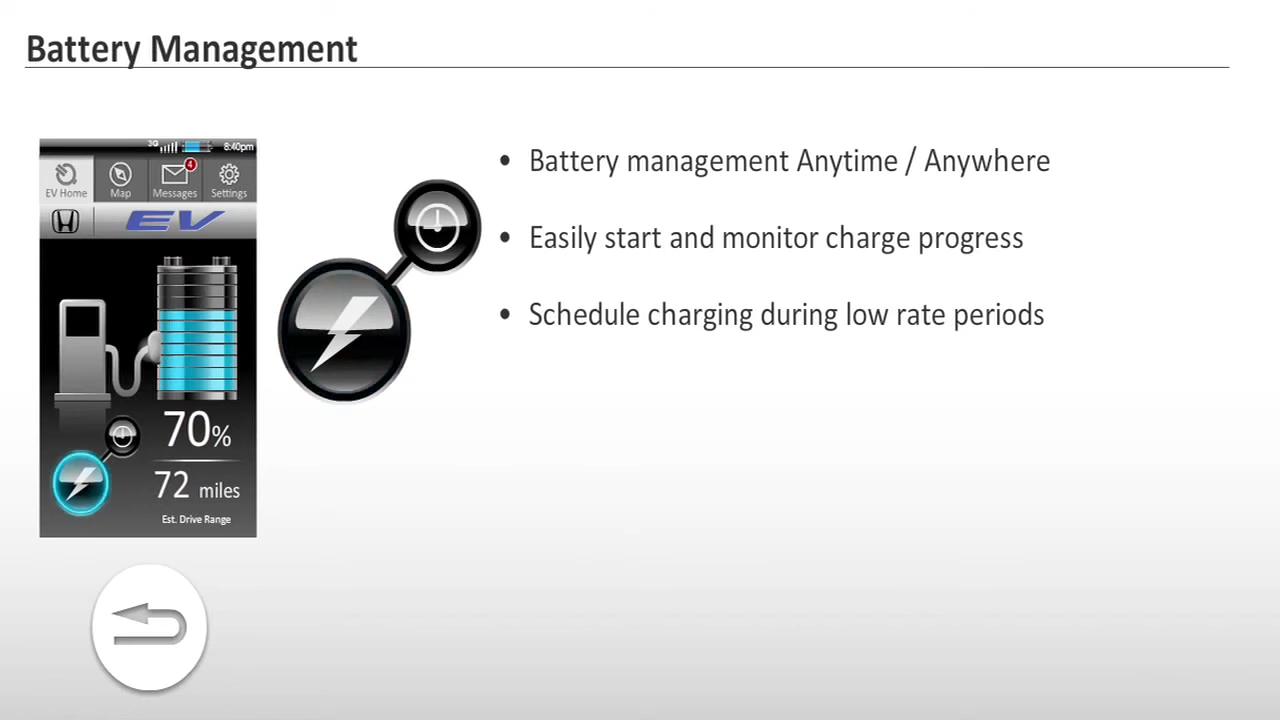 Battery Management
3G 8:40pm
4
EV Home Map Messages Settings
EV
70%
72 miles
Est. Drive Range
• Battery management Anytime / Anywhere
• Easily start and monitor charge progress
• Schedule charging during low rate periods